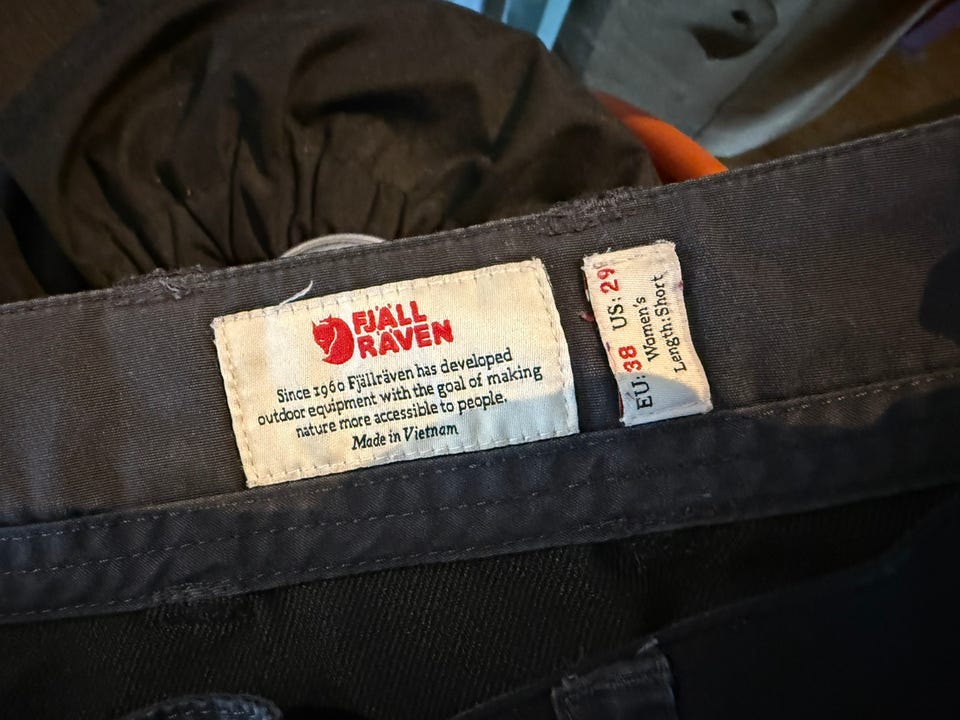 FJÄLL
RÄVEN
Since 1960 Fjällräven has developed
outdoor equipment with the goal of making
nature more accessible to people.
Made in Vietnam
EU: 38 US: 29
Women's
Length: Short